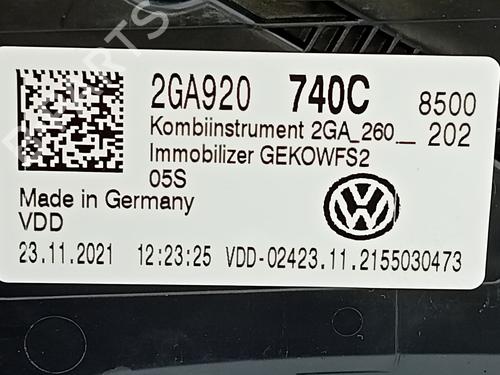 2GA920 740C 8500
Kombiinstrument 2GA_260__ 202
Immobilizer GEKOWFS2
05S
Made in Germany
VDD
23.11.2021 12:23:25 VDD-02423.11.2155030473